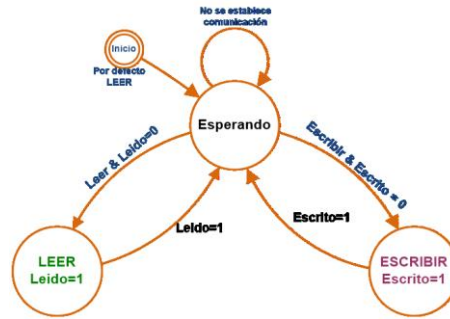 No se establece
comunicación
Inicio
Por defecto
LEER
Esperando
Leer & Leido=0
Escribir & Escrito = 0
Leido=1
Escrito=1
LEER
Leido=1
ESCRIBIR
Escrito=1